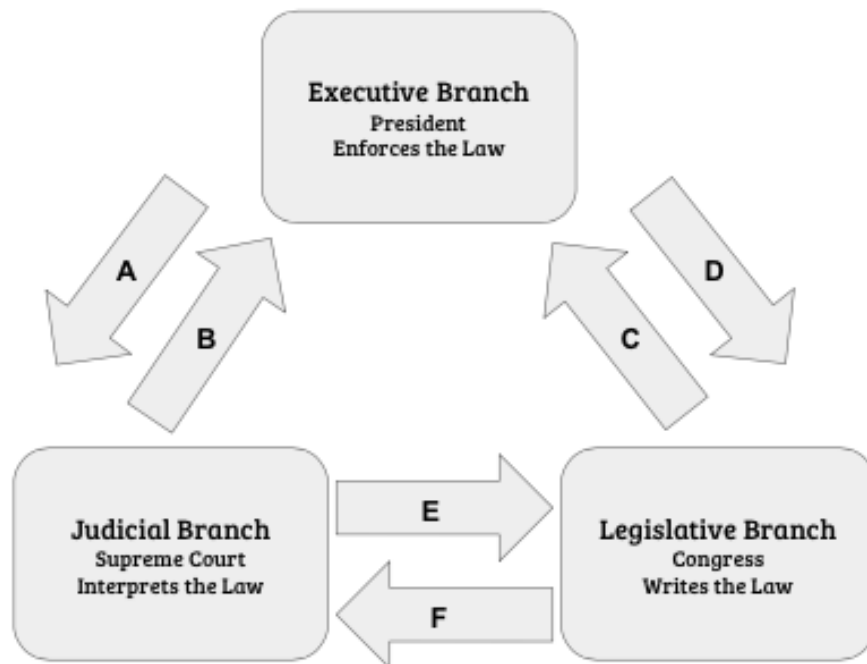 Executive Branch
President
Enforces the Law
A
B
C
D
Judicial Branch
Supreme Court
Interprets the Law
E
F
Legislative Branch
Congress
Writes the Law